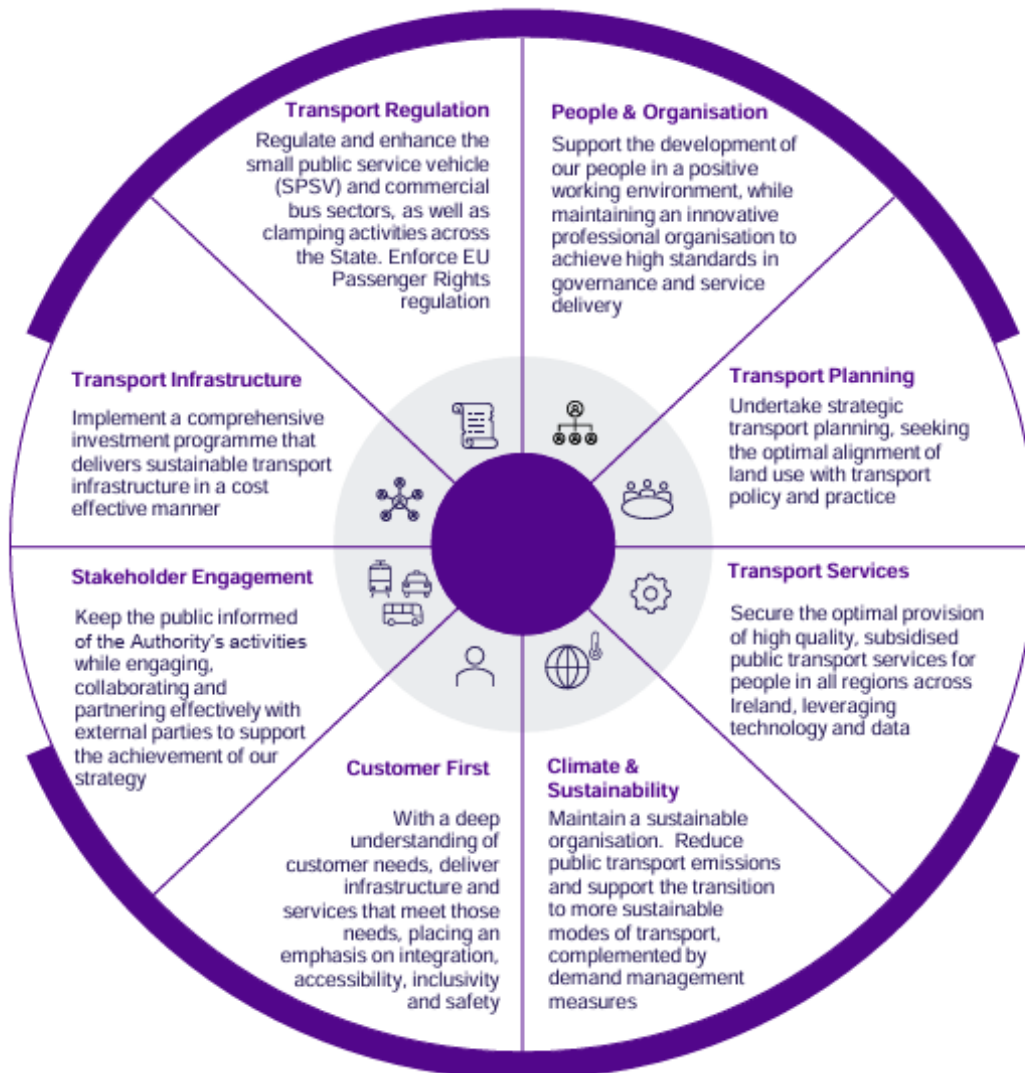 Transport Regulation
Regulate and enhance the
small public service vehicle
(SPSV) and commercial
bus sectors, as well as
clamping activities across
the State. Enforce EU
Passenger Rights
regulation
People & Organisation
Support the development of
our people in a positive
working environment, while
maintaining an innovative
professional organisation to
achieve high standards in
governance and service
delivery
Transport Infrastructure
Implement a comprehensive
investment programme that
delivers sustainable transport
infrastructure in a cost
effective manner
Transport Planning
Undertake strategic
transport planning, seeking
the optimal alignment of
land use with transport
policy and practice
Stakeholder Engagement
Keep the public informed
of the Authority's activities
while engaging,
collaborating and
partnering effectively with
external parties to support
the achievement of our
strategy
Transport Services
Secure the optimal provision
of high quality, subsidised
public transport services for
people in all regions across
Ireland, leveraging
technology and data
Customer First
With a deep
understanding of
customer needs, deliver
infrastructure and
services that meet those
needs, placing an
emphasis on integration,
accessibility, inclusivity
and safety
Climate &
Sustainability
Maintain a sustainable
organisation. Reduce
public transport emissions
and support the transition
to more sustainable
modes of transport,
complemented by
demand management
measures